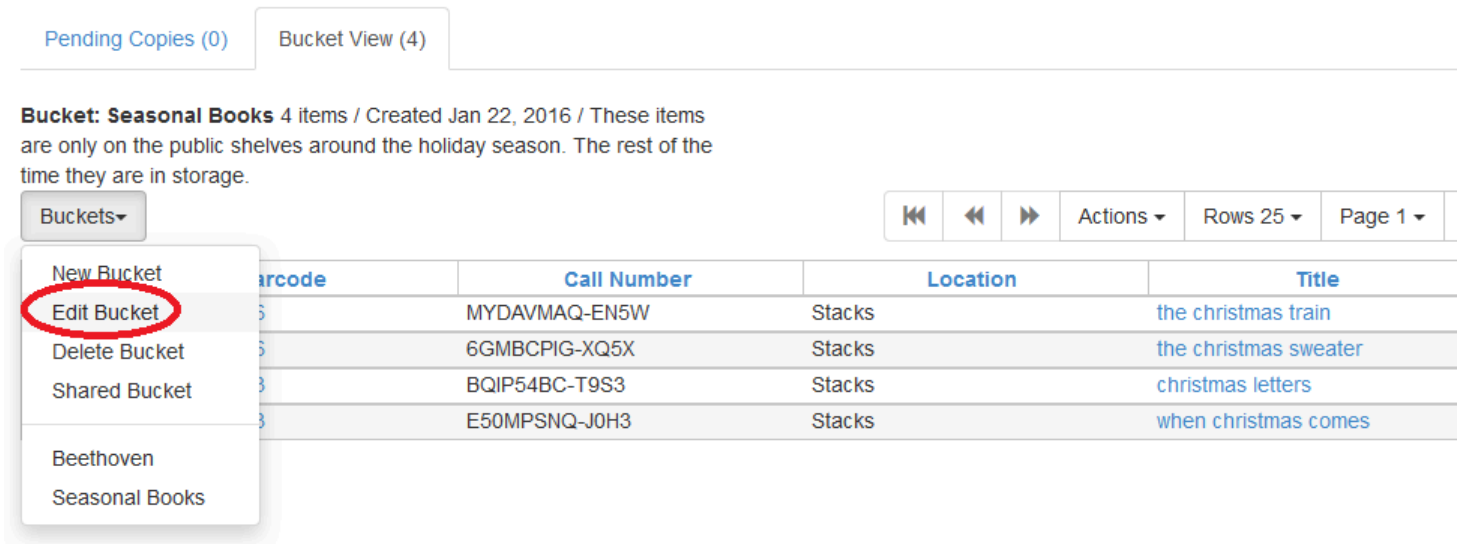 Pending Copies (0) Bucket View (4)
Bucket: Seasonal Books 4 items / Created Jan 22, 2016 / These items
are only on the public shelves around the holiday season. The rest of the
time they are in storage.
Buckets Actions Rows 25 Page 1
New Bucket
Edit Bucket
Delete Bucket
Shared Bucket
Beethoven
Seasonal Books
arcode Call Number Location Title
6 MYDAVMAQ-EN5W Stacks the christmas train
6 6GMBCPIG-XQ5X Stacks the christmas sweater
3 BQIP54BC-T9S3 Stacks christmas letters
3 E50MPSNQ-J0H3 Stacks when christmas comes